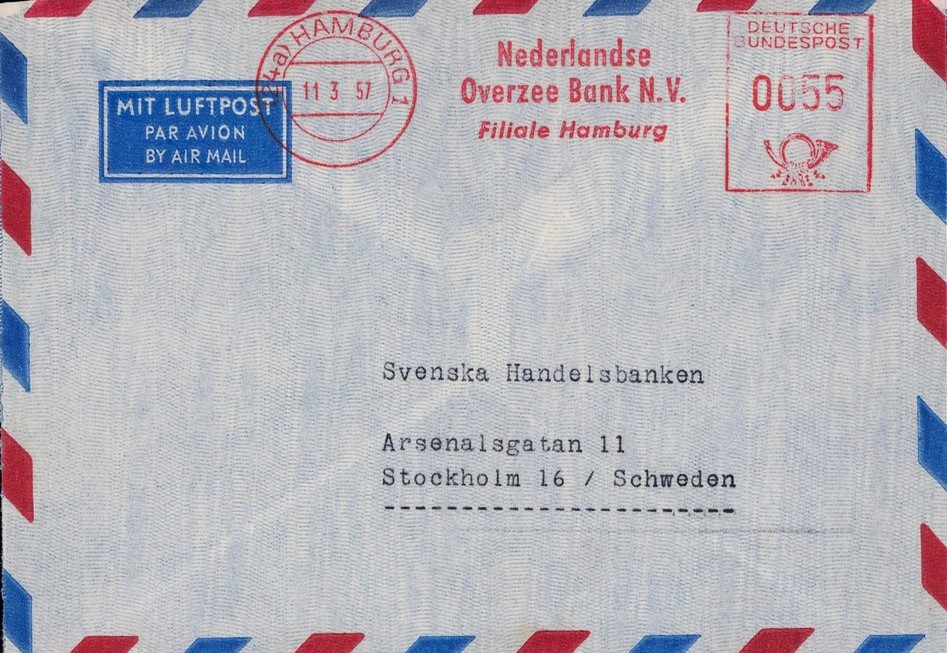 MIT LUFTPOST
PAR AVION
BY AIR MAIL
(24a) HAMBURG 1
11 3 57
Nederlandse
Overzee Bank N.V.
Filiale Hamburg
DEUTSCHE
BUNDESPOST
0055
Svenska Handelsbanken
Arsenalsgatan 11
Stockholm 16 / Schweden
-----------------------